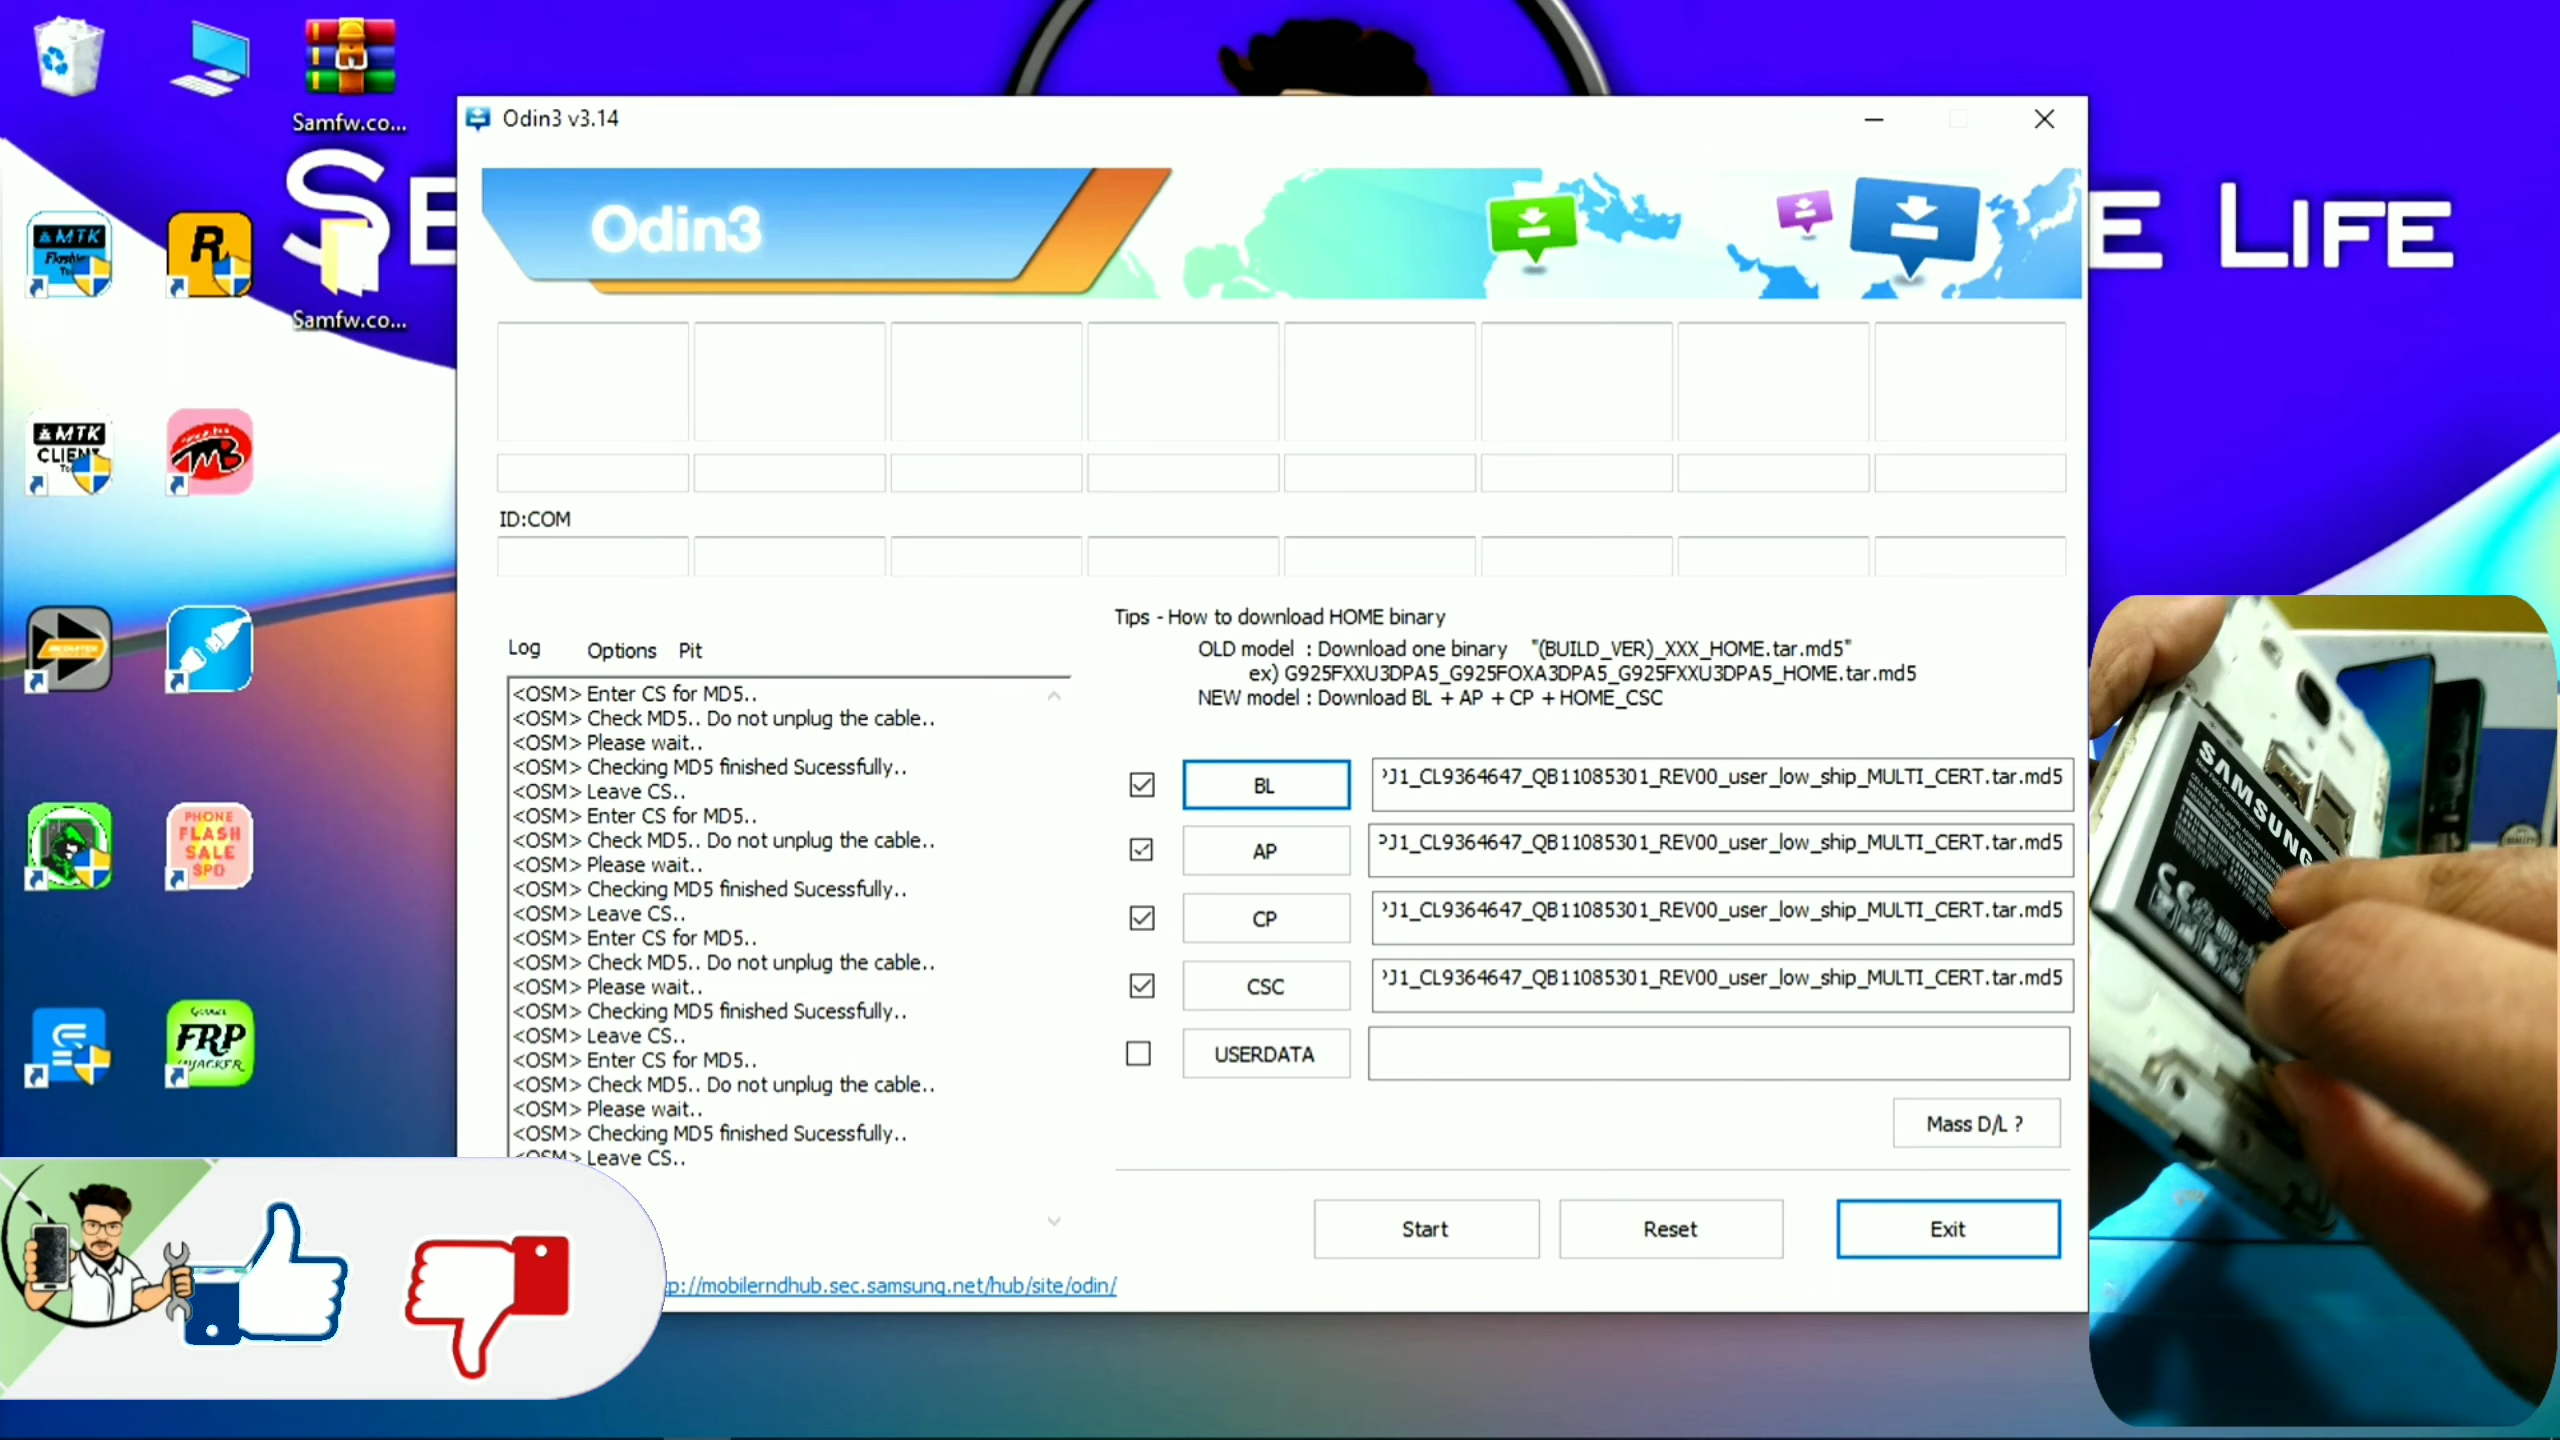 Samfw.co...
Odin3 v3.14
SE
E LIFE
Odin3
MTK
Samfw.co...
R
MTK
CLIENT
ID:COM
Tips - How to download HOME binary
OLD model : Download one binary "(BUILD_VER)_XXX_HOME.tar.md5"
ex) G925FXXU3DPA5_G925FOXA3DPA5_G925FXXU3DPA5_HOME.tar.md5
NEW model : Download BL + AP + CP + HOME_CSC
Log Options Pit
<OSM> Enter CS for MD5..
<OSM> Check MD5.. Do not unplug the cable..
<OSM> Please wait..
<OSM> Checking MD5 finished Sucessfully..
<OSM> Leave CS..
<OSM> Enter CS for MD5..
<OSM> Check MD5.. Do not unplug the cable..
<OSM> Please wait..
<OSM> Checking MD5 finished Sucessfully..
<OSM> Leave CS..
<OSM> Enter CS for MD5..
<OSM> Check MD5.. Do not unplug the cable..
<OSM> Please wait..
<OSM> Checking MD5 finished Sucessfully..
<OSM> Leave CS..
<OSM> Enter CS for MD5..
<OSM> Check MD5.. Do not unplug the cable..
<OSM> Please wait..
<OSM> Checking MD5 finished Sucessfully..
<OSM> Leave CS..
BL PJ1_CL9364647_QB11085301_REV00_user_low_ship_MULTI_CERT.tar.md5
AP PJ1_CL9364647_QB11085301_REV00_user_low_ship_MULTI_CERT.tar.md5
CP PJ1_CL9364647_QB11085301_REV00_user_low_ship_MULTI_CERT.tar.md5
CSC PJ1_CL9364647_QB11085301_REV00_user_low_ship_MULTI_CERT.tar.md5
USERDATA
Mass D/L ?
Start Reset Exit
p://mobilerndhub.sec.samsung.net/hub/site/odin/
PHONE
FLASH
SALE
SPD
FRP
SAMSUNG